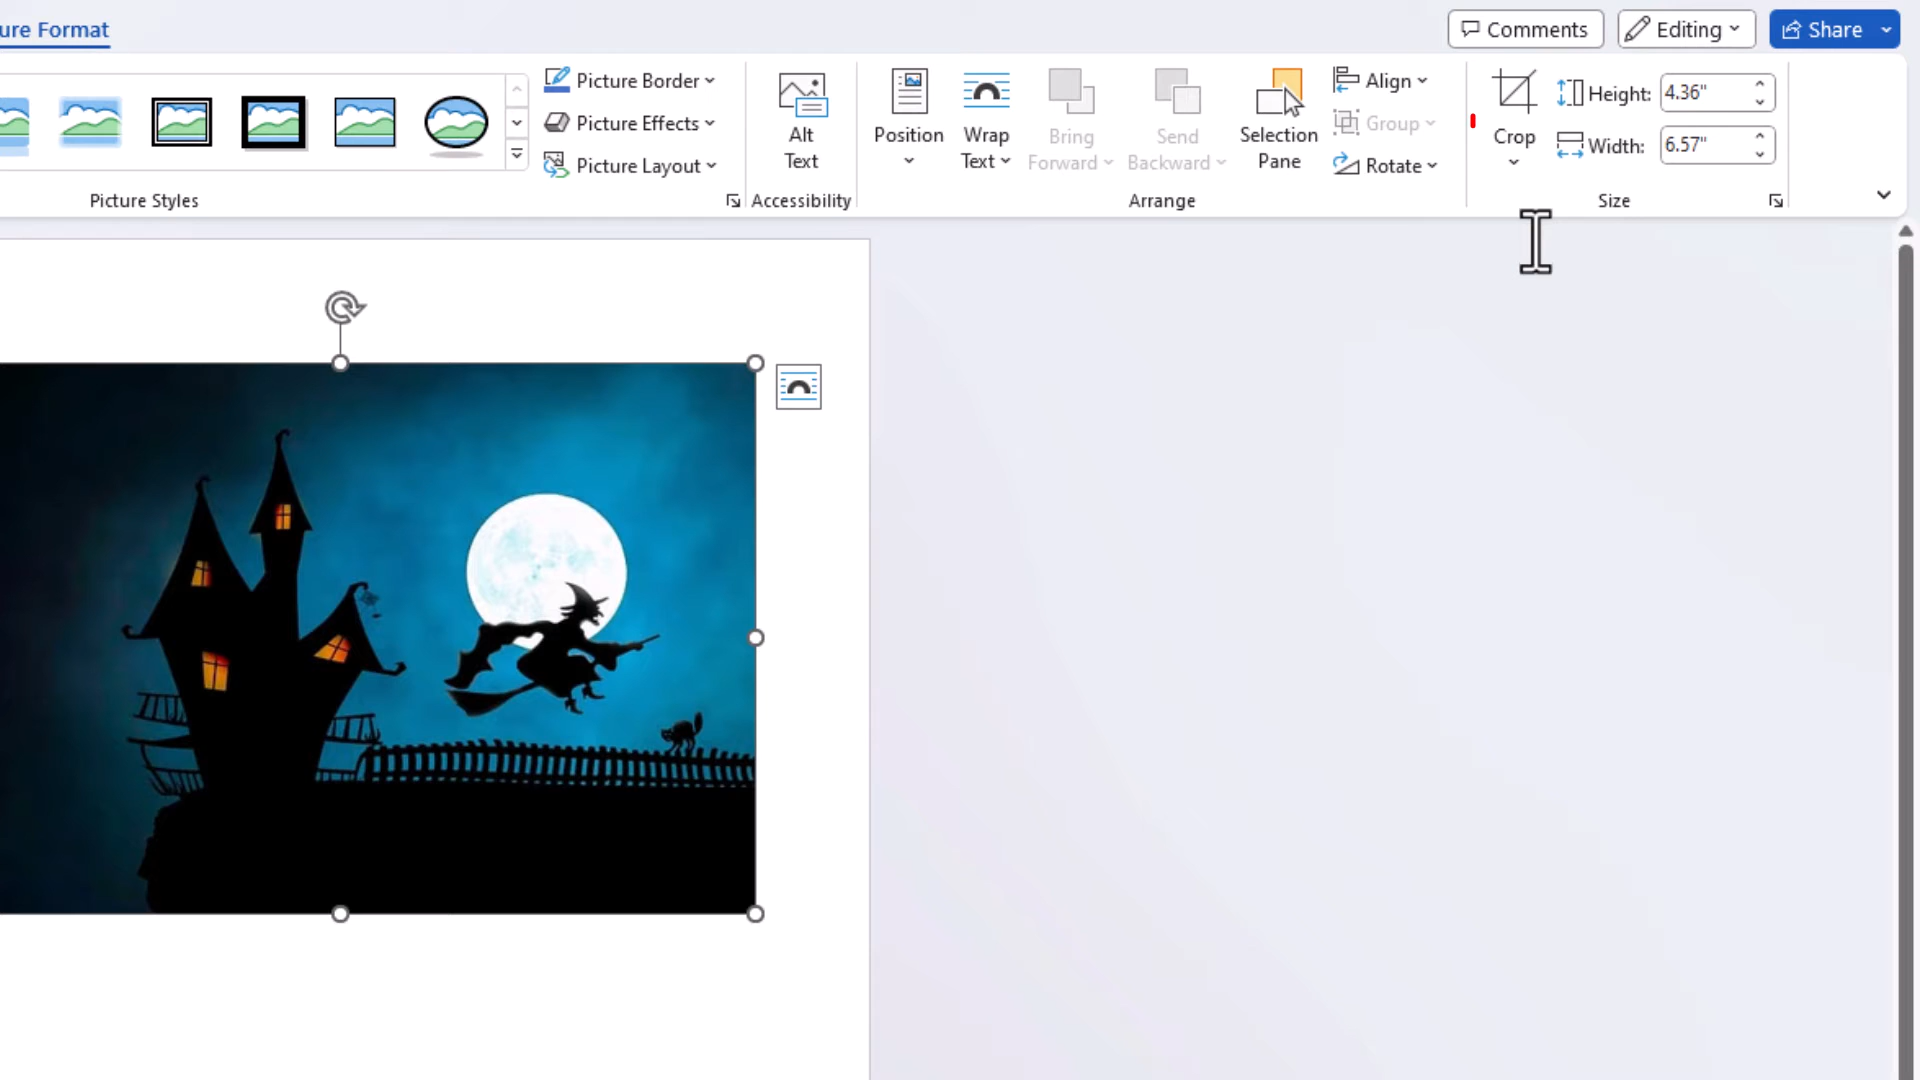 ure Format
Comments
Editing
Share
Picture Border
Picture Effects
Picture Layout
Alt
Text
Position
Wrap
Text
Bring
Forward
Send
Backward
Selection
Pane
Align
Group
Rotate
Crop
Height: 4.36"
Width: 6.57"
Picture Styles
Accessibility
Arrange
Size